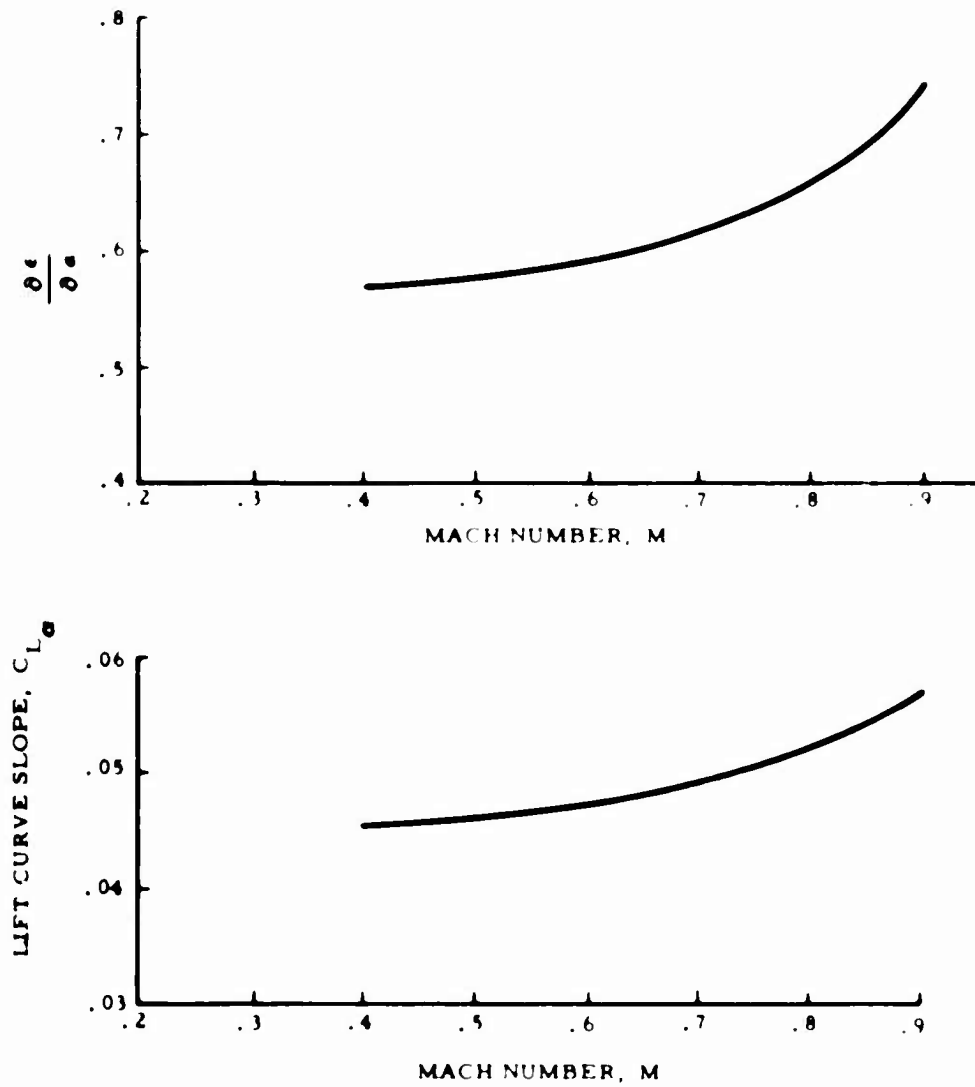 .8
.7
.6
∂ϵ
∂α
.5
.4
.2 .3 .4 .5 .6 .7 .8 .9
MACH NUMBER, M
LIFT CURVE SLOPE, CLα
.06
.05
.04
.03
.2 .3 .4 .5 .6 .7 .8 .9
MACH NUMBER, M